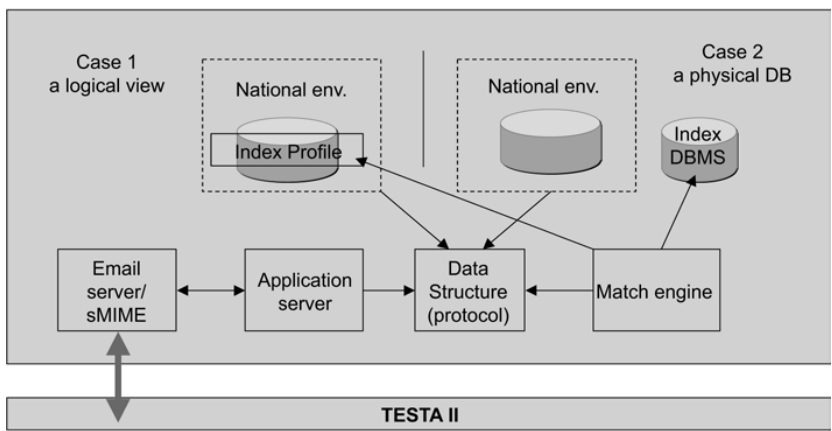 Case 1
a logical view
National env.
Index Profile
National env.
Case 2
a physical DB
Index
DBMS
Email
server/
sMIME
Application
server
Data
Structure
(protocol)
Match engine
TESTA II